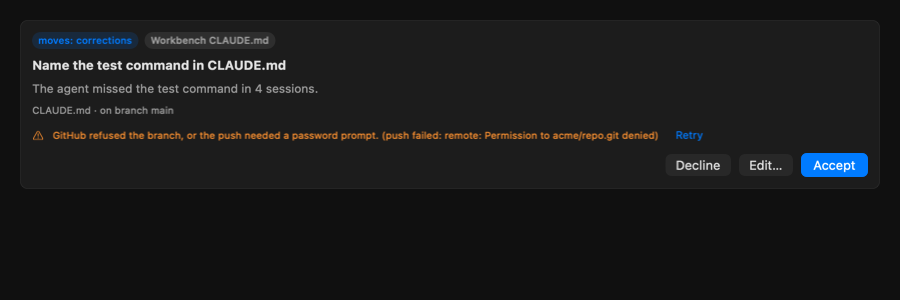 moves: corrections Workbench CLAUDE.md
Name the test command in CLAUDE.md
The agent missed the test command in 4 sessions.
CLAUDE.md · on branch main
GitHub refused the branch, or the push needed a password prompt. (push failed: remote: Permission to acme/repo.git denied) Retry
Decline Edit... Accept